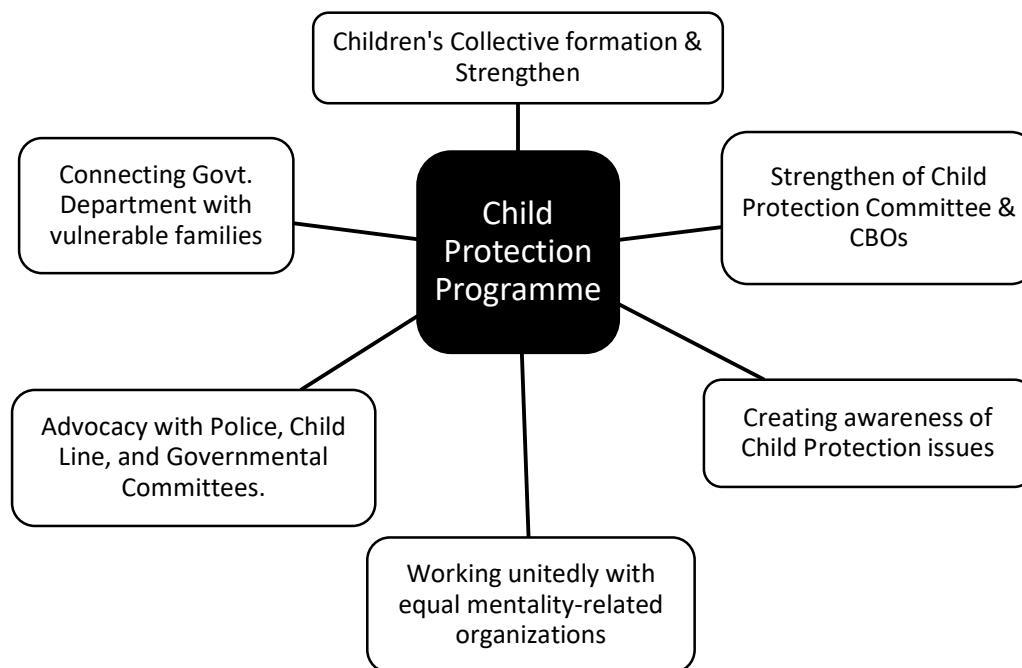 Children's Collective formation &
Strengthen
Connecting Govt.
Department with
vulnerable families
Child
Protection
Programme
Strengthen of Child
Protection Committee &
CBOs
Advocacy with Police, Child
Line, and Governmental
Committees.
Creating awareness of
Child Protection issues
Working unitedly with
equal mentality-related
organizations